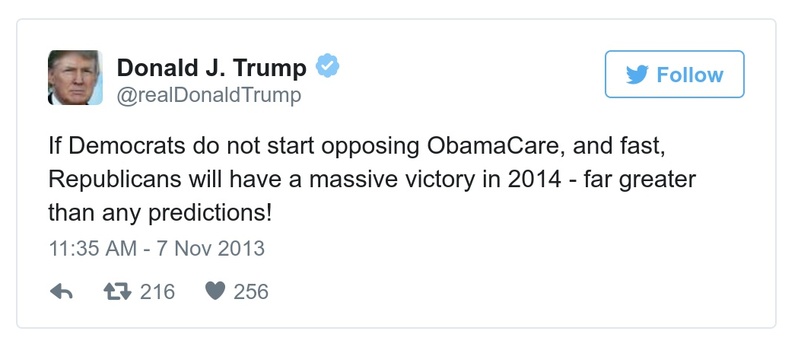 Donald J. Trump
Follow
@realDonaldTrump
If Democrats do not start opposing ObamaCare, and fast,
Republicans will have a massive victory in 2014 - far greater
than any predictions!
11:35 AM - 7 Nov 2013
216 256